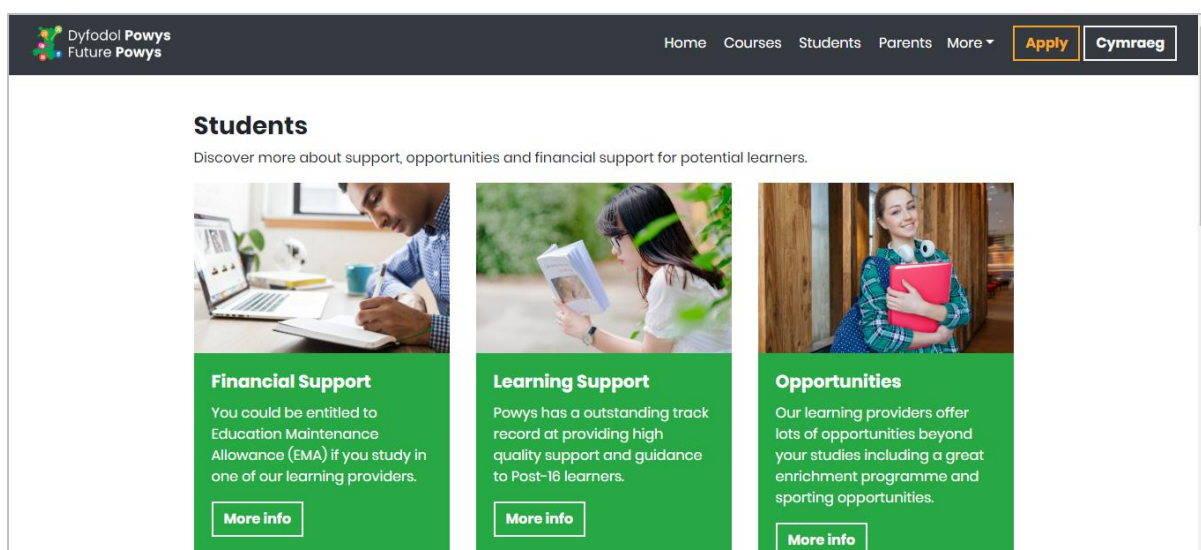 Dyfodol Powys
Future Powys
Home Courses Students Parents More Apply Cymraeg
Students
Discover more about support, opportunities and financial support for potential learners.
Financial Support
You could be entitled to
Education Maintenance
Allowance (EMA) if you study in
one of our learning providers.
More info
Learning Support
Powys has a outstanding track
record at providing high
quality support and guidance
to Post-16 learners.
More info
Opportunities
Our learning providers offer
lots of opportunities beyond
your studies including a great
enrichment programme and
sporting opportunities.
More info